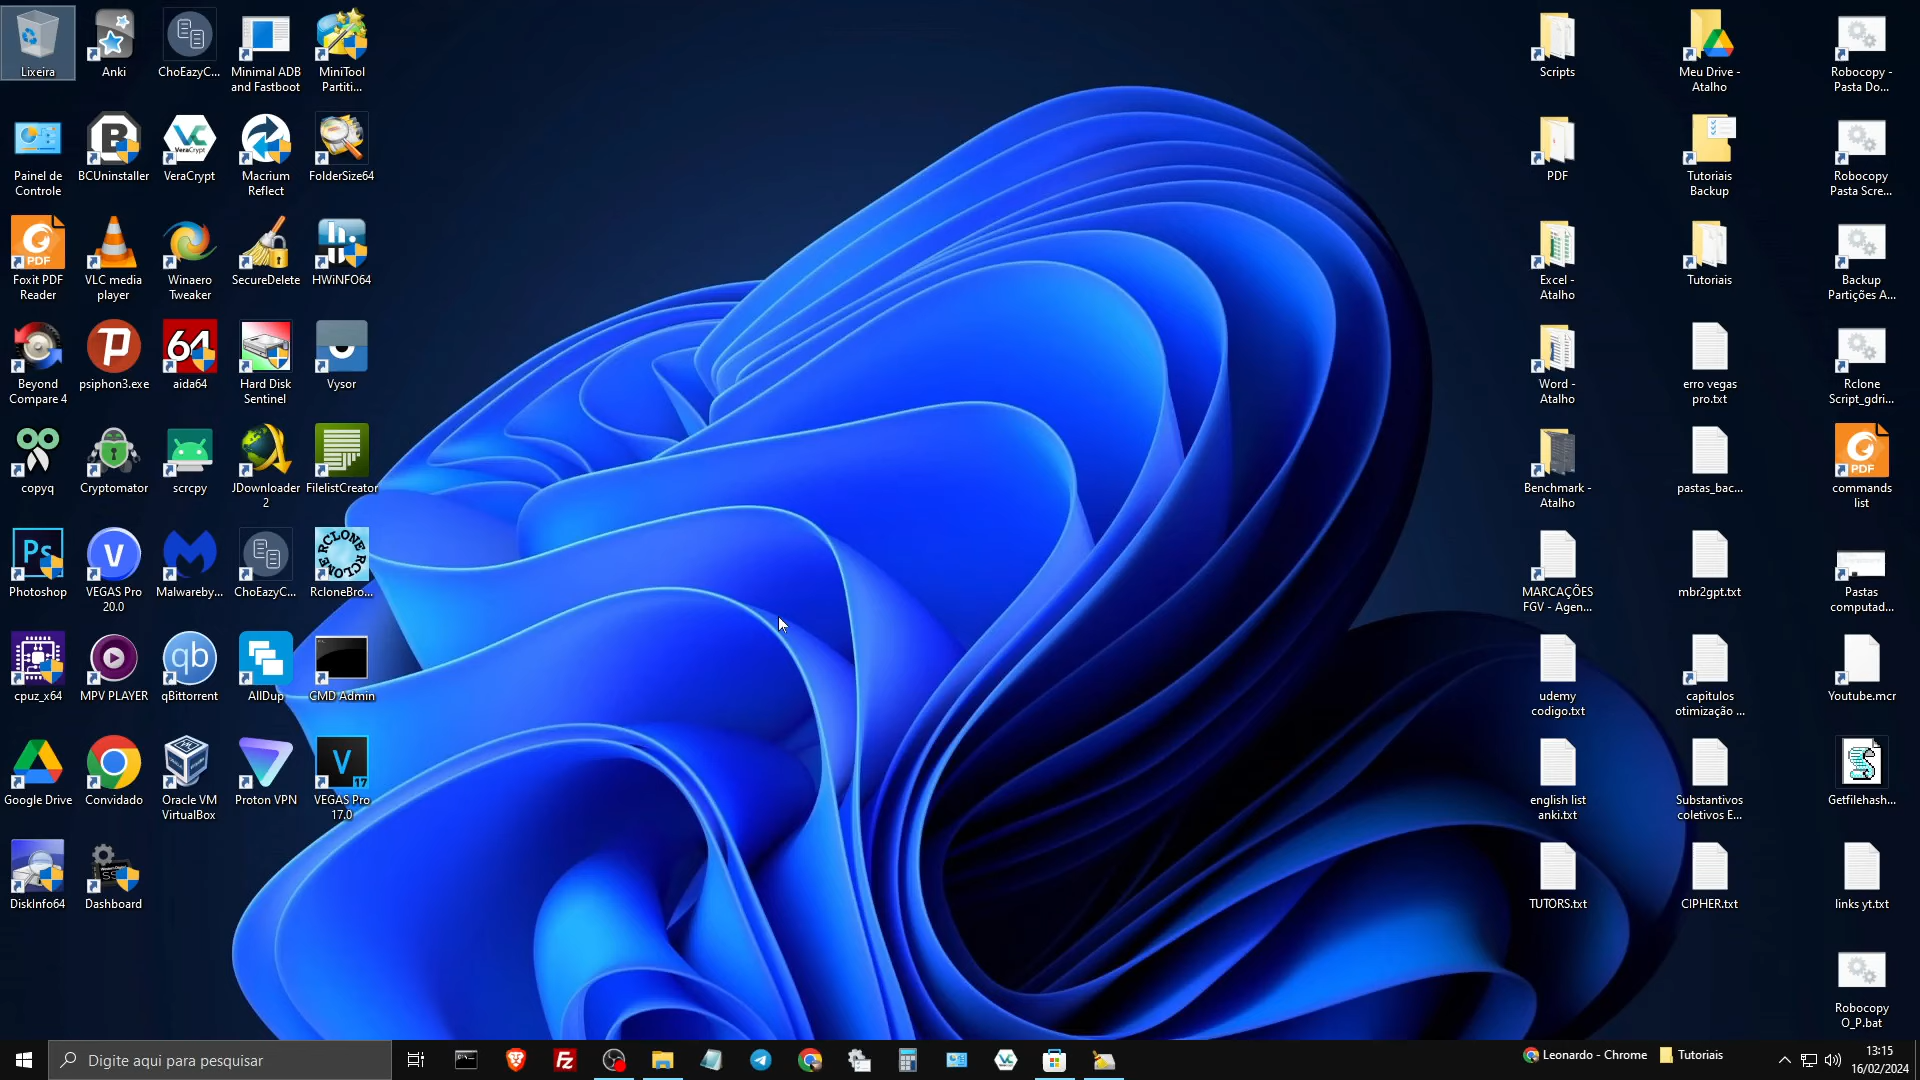 Lixeira
Anki
ChoEazyC...
Minimal ADB
and Fastboot
MiniTool
Partiti...
Painel de
Controle
BCUninstaller
VeraCrypt
Macrium
Reflect
FolderSize64
Foxit PDF
Reader
VLC media
player
Winaero
Tweaker
SecureDelete
HWiNFO64
Beyond
Compare 4
psiphon3.exe
aida64
Hard Disk
Sentinel
Vysor
copyq
Cryptomator
scrcpy
JDownloader
2
FilelistCreator
Photoshop
VEGAS Pro
20.0
Malwareby...
ChoEazyC...
RcloneBro...
cpuz_x64
MPV PLAYER
qBittorrent
AllDup
CMD Admin
Google Drive
Convidado
Oracle VM
VirtualBox
Proton VPN
VEGAS Pro
17.0
DiskInfo64
Dashboard
Scripts
Meu Drive -
Atalho
Robocopy -
Pasta Do...
PDF
Tutoriais
Backup
Robocopy
Pasta Scre...
Excel -
Atalho
Tutoriais
Backup
Partições A...
Word -
Atalho
erro vegas
pro.txt
Rclone
Script_gdri...
Benchmark -
Atalho
pastas_bac...
commands
list
MARCAÇÕES
FGV - Agen...
mbr2gpt.txt
Pastas
computad...
udemy
codigo.txt
capitulos
otimização ...
Youtube.mcr
english list
anki.txt
Substantivos
coletivos E...
Getfilehash...
TUTORS.txt
CIPHER.txt
links yt.txt
Robocopy
O_P.bat
Digite aqui para pesquisar
Leonardo - Chrome
Tutoriais
13:15
16/02/2024